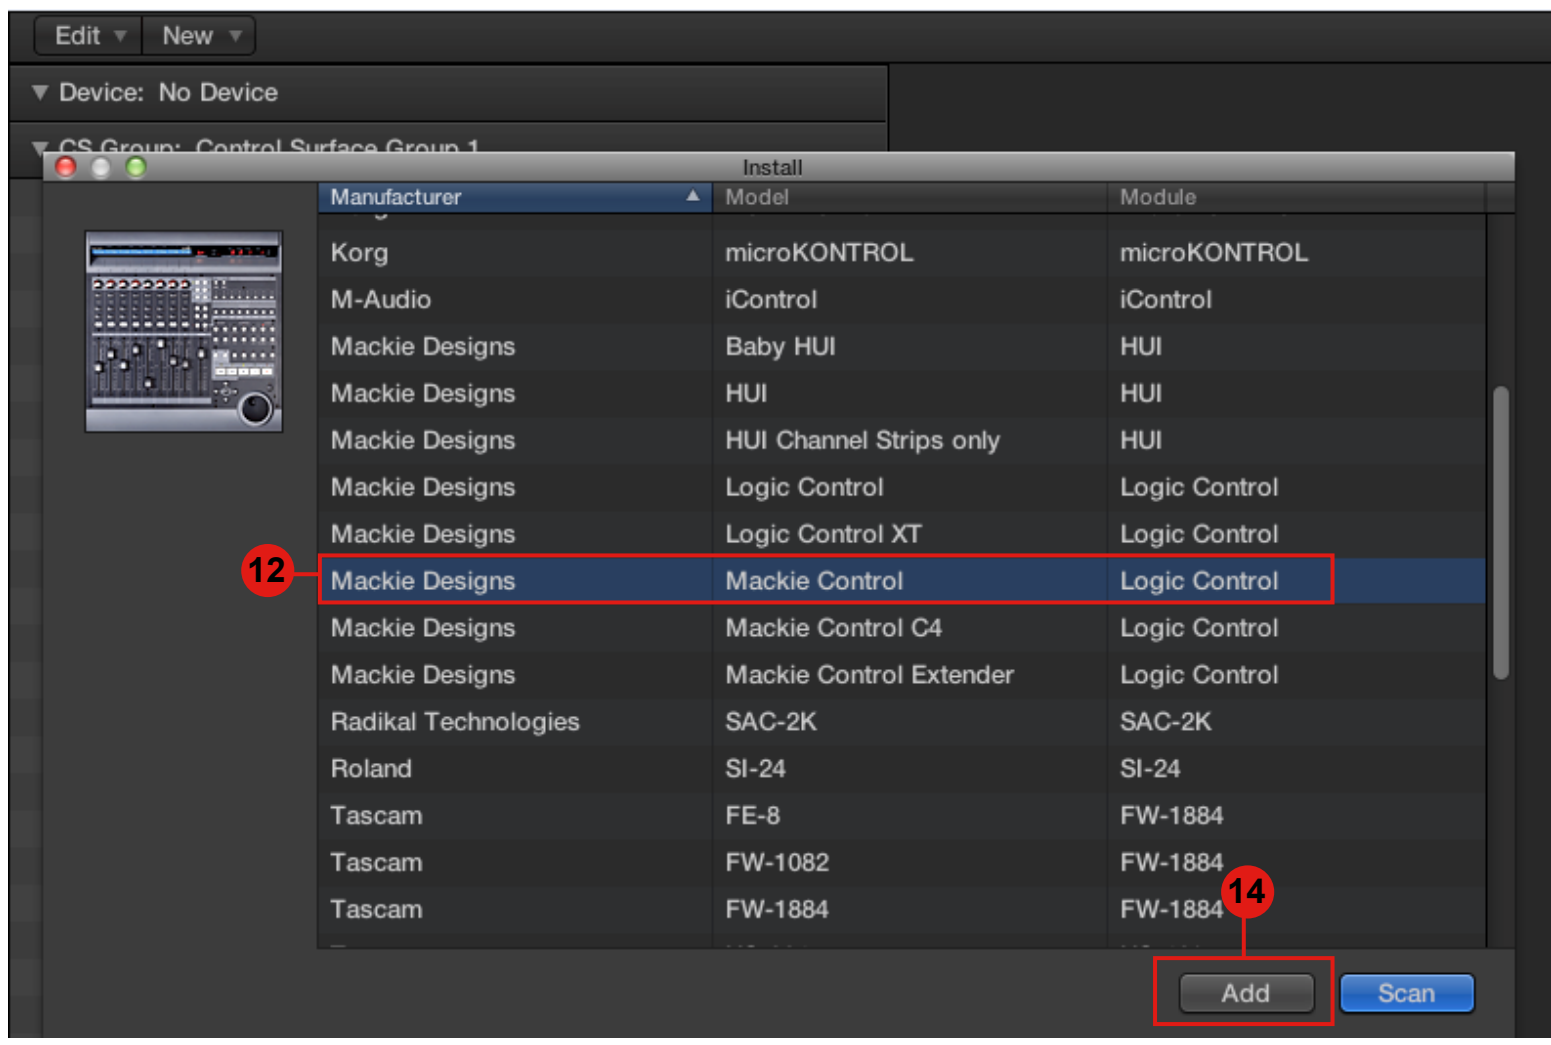 Edit New
Device: No Device
CS Group: Control Surface Group 1
Install
Manufacturer Model Module
Korg microKONTROL microKONTROL
M-Audio iControl iControl
Mackie Designs Baby HUI HUI
Mackie Designs HUI HUI
Mackie Designs HUI Channel Strips only HUI
Mackie Designs Logic Control Logic Control
Mackie Designs Logic Control XT Logic Control
12 Mackie Designs Mackie Control Logic Control
Mackie Designs Mackie Control C4 Logic Control
Mackie Designs Mackie Control Extender Logic Control
Radikal Technologies SAC-2K SAC-2K
Roland SI-24 SI-24
Tascam FE-8 FW-1884
Tascam FW-1082 FW-1884
14
Tascam FW-1884 FW-1884
Add Scan